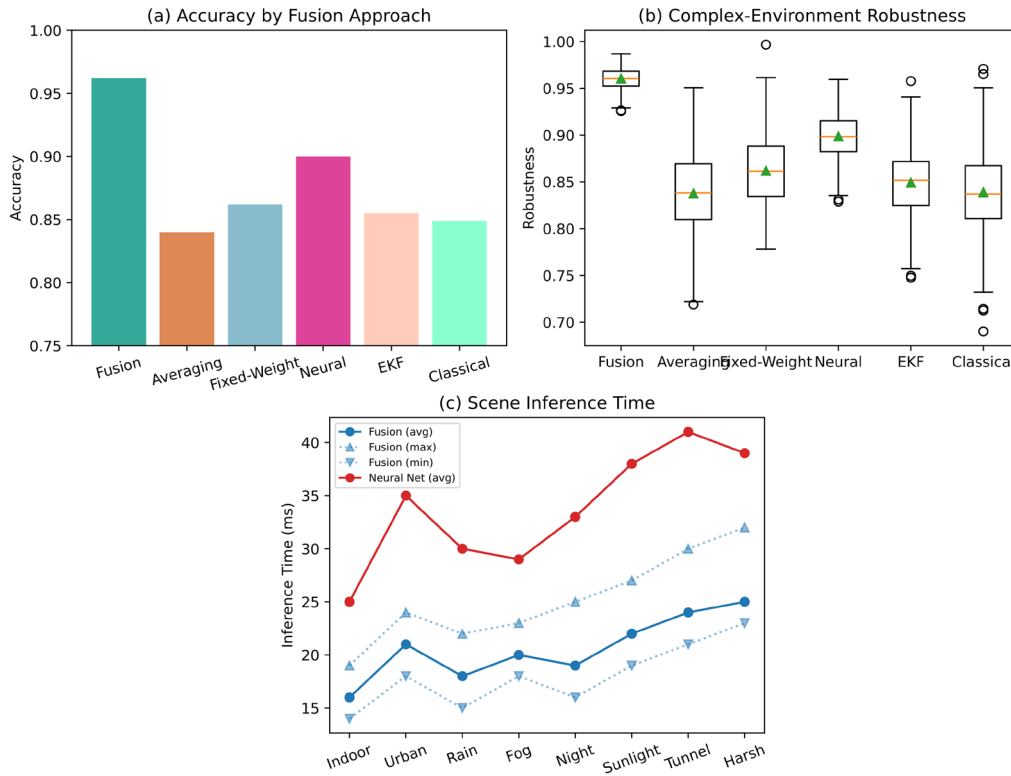 (a) Accuracy by Fusion Approach
1.00
0.95
0.90
0.85
0.80
0.75
Accuracy
Fusion
Averaging
Fixed-Weight
Neural
EKF
Classical
(b) Complex-Environment Robustness
1.00
0.95
0.90
0.85
0.80
0.75
0.70
Robustness
Fusion
Averaging
Fixed-Weight
Neural
EKF
Classical
(c) Scene Inference Time
Fusion (avg)
Fusion (max)
Fusion (min)
Neural Net (avg)
40
35
30
25
20
15
Inference Time (ms)
Indoor
Urban
Rain
Fog
Night
Sunlight
Tunnel
Harsh